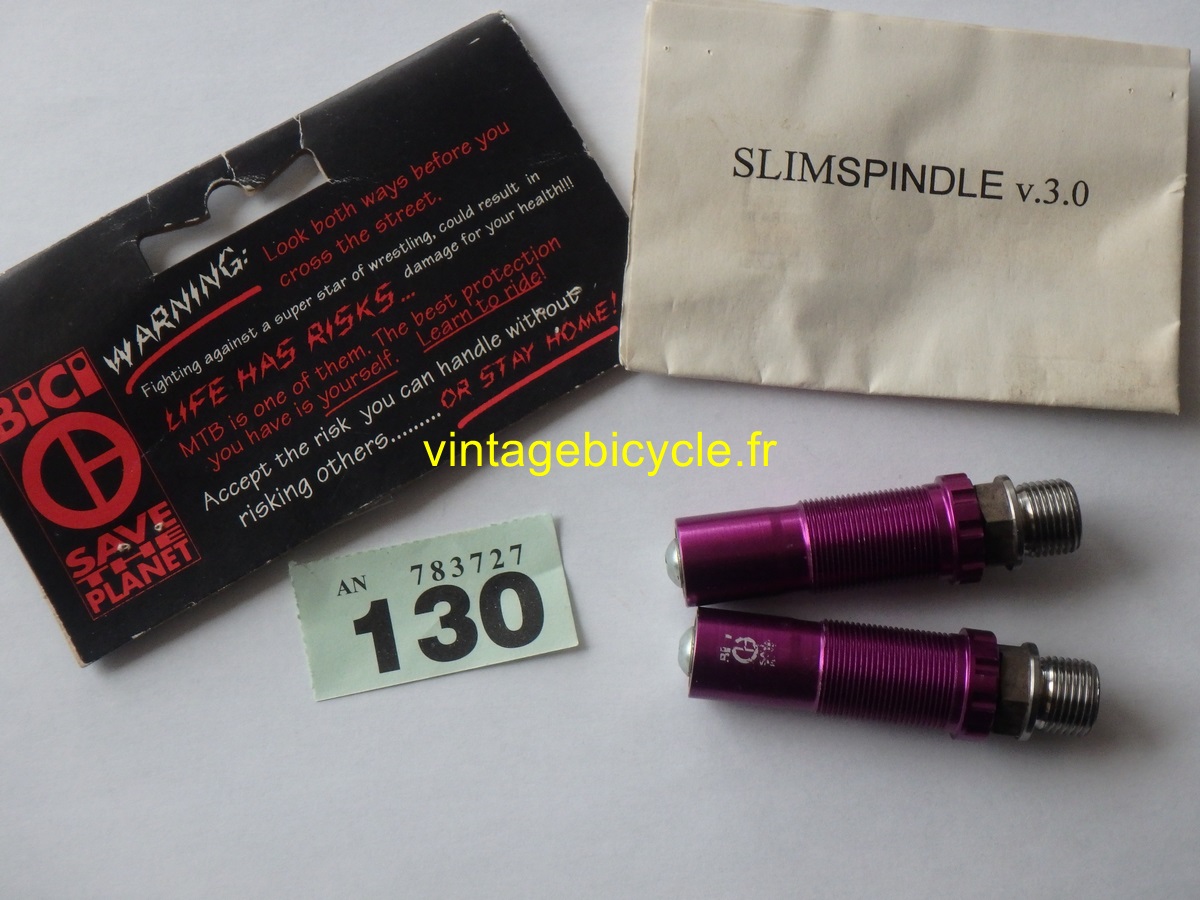 WARNING:
Look both ways before you
cross the street.
Fighting against a super star of wrestling, could result in
damage for your health!!!
LIFE HAS RISKS...
MTB is one of them. The best protection
you have is yourself. Learn to ride!
Accept the risk you can handle without
risking others.........OR STAY HOME!
BiCi
SAVE
THE
PLANET
SLIMSPINDLE v.3.0
vintagebicycle.fr
AN 783727
130